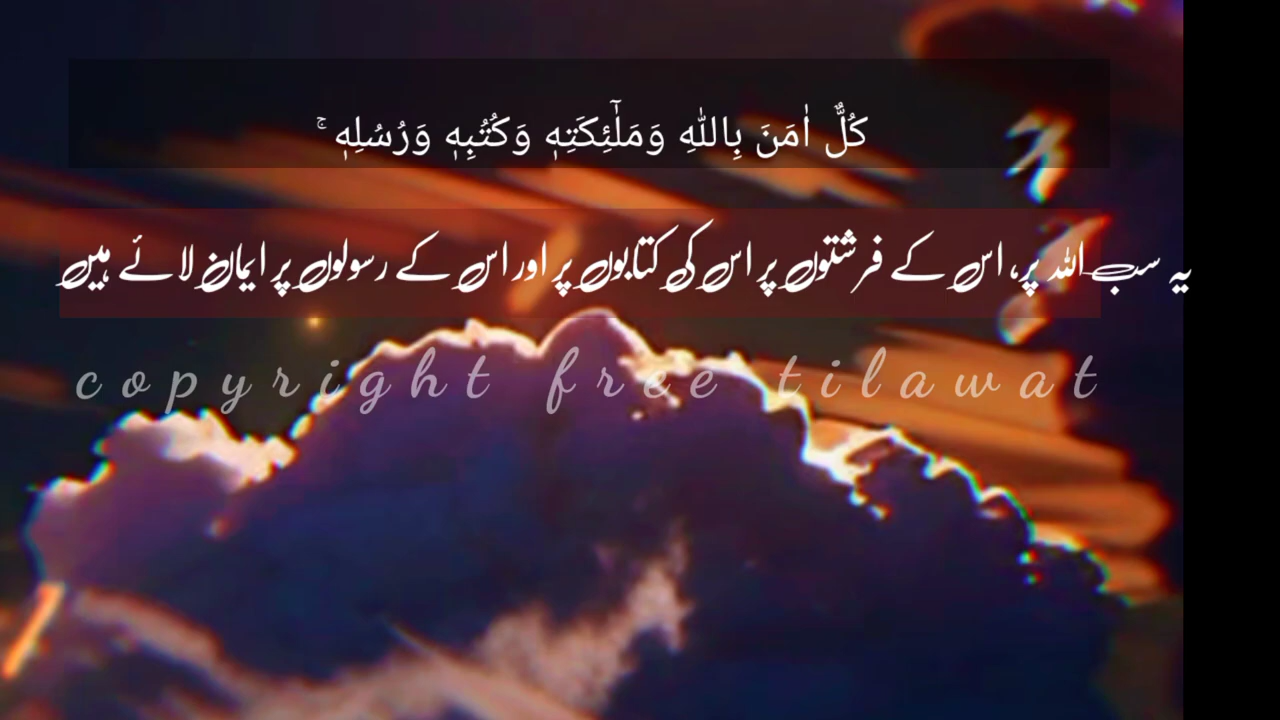 كُلٌّ اٰمَنَ بِاللّٰهِ وَمَلٰٓئِكَتِهٖ وَكُتُبِهٖ وَرُسُلِهٖ ۚ
یہ سب اللہ پر، اس کے فرشتوں پر اس کی کتابوں پر اور اس کے رسولوں پر ایمان لائے ہیں
copyright free tilawat